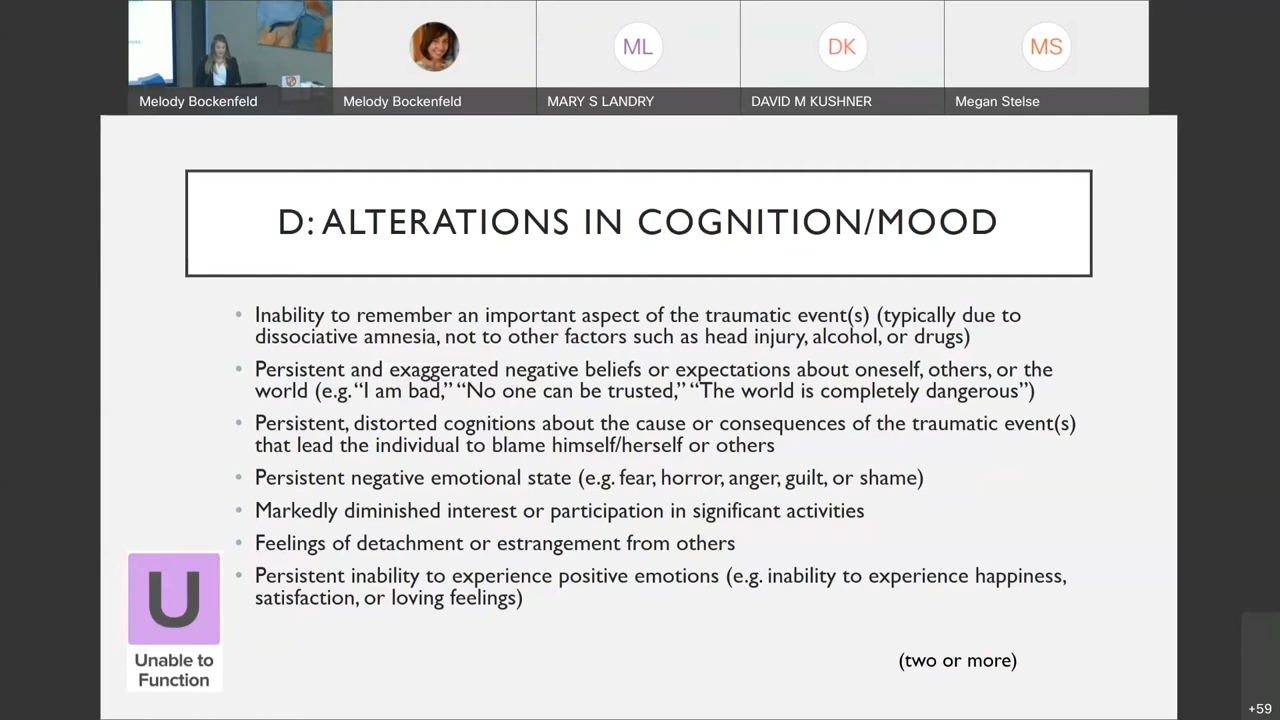 Melody Bockenfeld
Melody Bockenfeld
ML
MARY S LANDRY
DK
DAVID M KUSHNER
MS
Megan Stelse
D: ALTERATIONS IN COGNITION/MOOD
• Inability to remember an important aspect of the traumatic event(s) (typically due to
dissociative amnesia, not to other factors such as head injury, alcohol, or drugs)
• Persistent and exaggerated negative beliefs or expectations about oneself, others, or the
world (e.g. “I am bad,” “No one can be trusted,” “The world is completely dangerous”)
• Persistent, distorted cognitions about the cause or consequences of the traumatic event(s)
that lead the individual to blame himself/herself or others
• Persistent negative emotional state (e.g. fear, horror, anger, guilt, or shame)
• Markedly diminished interest or participation in significant activities
• Feelings of detachment or estrangement from others
• Persistent inability to experience positive emotions (e.g. inability to experience happiness,
satisfaction, or loving feelings)
U
Unable to
Function
(two or more)
+59